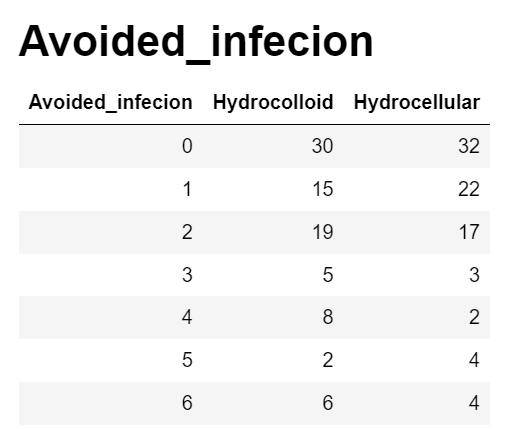 Avoided_infecion
Avoided_infecion Hydrocolloid Hydrocellular
0 30 32
1 15 22
2 19 17
3 5 3
4 8 2
5 2 4
6 6 4